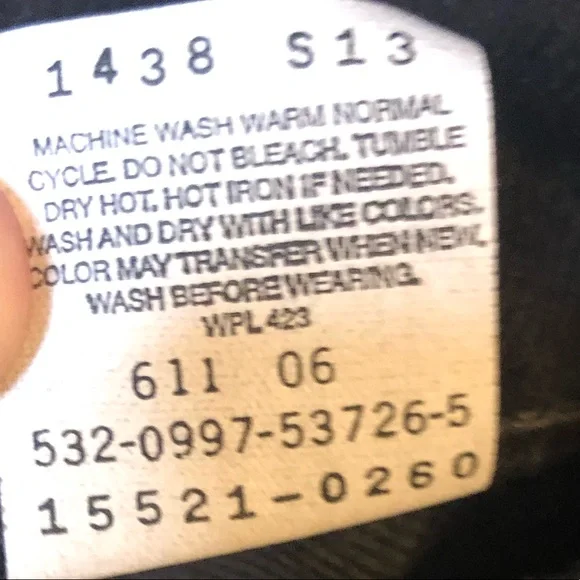 1438 S13
MACHINE WASH WARM NORMAL
CYCLE. DO NOT BLEACH. TUMBLE
DRY HOT. HOT IRON IF NEEDED.
WASH AND DRY WITH LIKE COLORS.
COLOR MAY TRANSFER WHEN NEW.
WASH BEFORE WEARING.
WPL 423
611 06
532-0997-53726-5
15521-0260